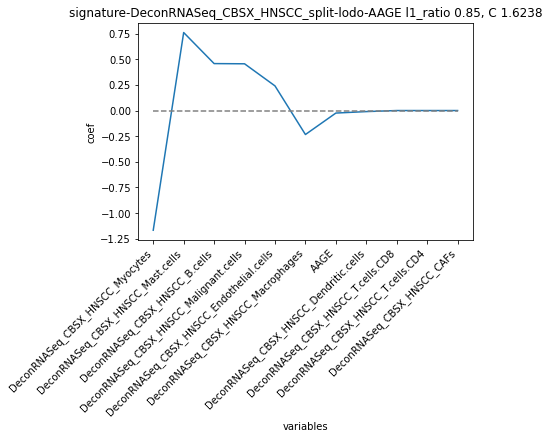 signature-DeconRNASeq_CBSX_HNSCC_split-lodo-AAGE l1_ratio 0.85, C 1.6238
0.75
0.50
0.25
0.00
−0.25
−0.50
−0.75
−1.00
−1.25
coef
DeconRNASeq_CBSX_HNSCC_Myocytes
DeconRNASeq_CBSX_HNSCC_Mast.cells
DeconRNASeq_CBSX_HNSCC_B.cells
DeconRNASeq_CBSX_HNSCC_Malignant.cells
DeconRNASeq_CBSX_HNSCC_Endothelial.cells
DeconRNASeq_CBSX_HNSCC_Macrophages
AAGE
DeconRNASeq_CBSX_HNSCC_Dendritic.cells
DeconRNASeq_CBSX_HNSCC_T.cells.CD8
DeconRNASeq_CBSX_HNSCC_T.cells.CD4
DeconRNASeq_CBSX_HNSCC_CAFs
variables